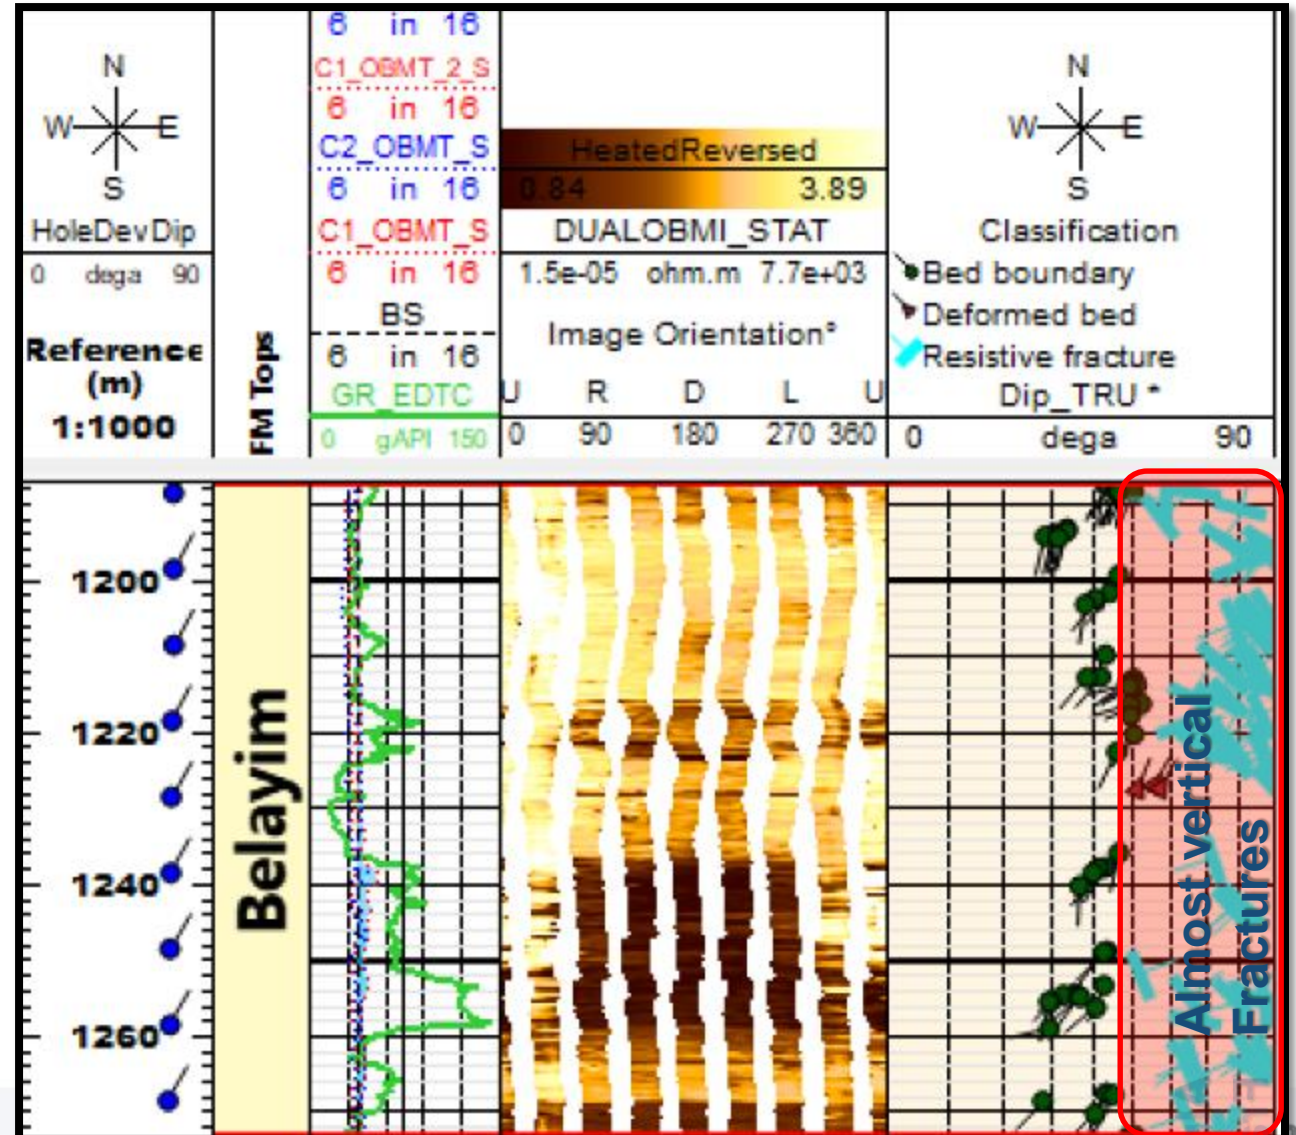 N
W E
S
HoleDevDip
0 dega 90
Reference
(m)
1:1000
FM Tops
6 in 16
C1_OBMT_2_S
6 in 16
C2_OBMT_S
6 in 16
C1_OBMT_S
6 in 16
BS
6 in 16
GR_EDTC
0 gAPI 150
HeatedReversed
0.84 3.89
DUALOBMI_STAT
1.5e-05 ohm.m 7.7e+03
Image Orientation°
U R D L U
0 90 180 270 360
N
W E
S
Classification
Bed boundary
Deformed bed
Resistive fracture
Dip_TRU *
0 dega 90
1200
1220
1240
1260
Belayim
Almost vertical
Fractures